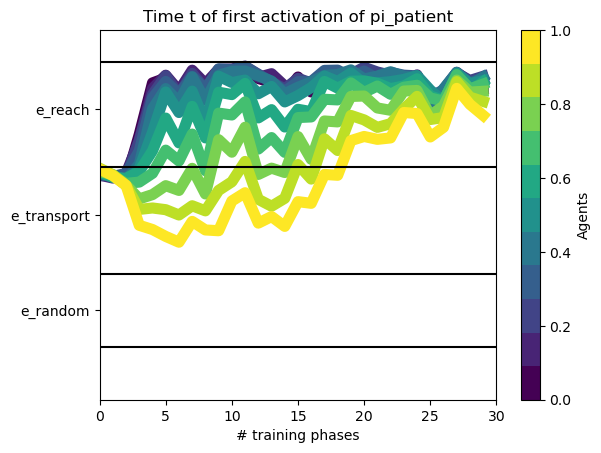 Time t of first activation of pi_patient
e_reach
e_transport
e_random
0 5 10 15 20 25 30
# training phases
1.0
0.8
0.6
0.4
0.2
0.0
Agents